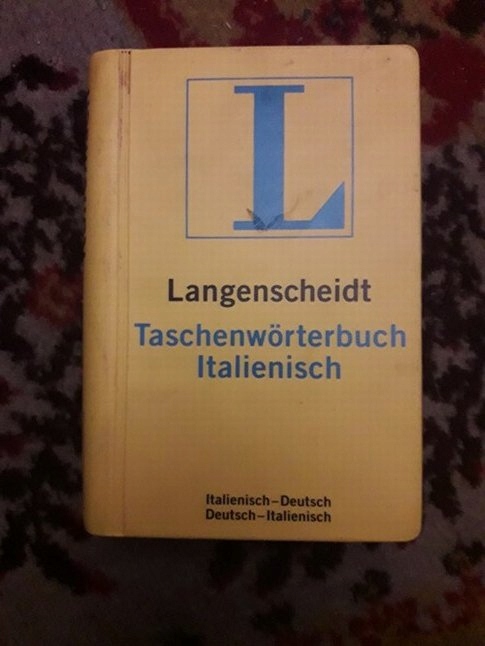 L
Langenscheidt
Taschenwörterbuch
Italienisch
Italienisch–Deutsch
Deutsch–Italienisch